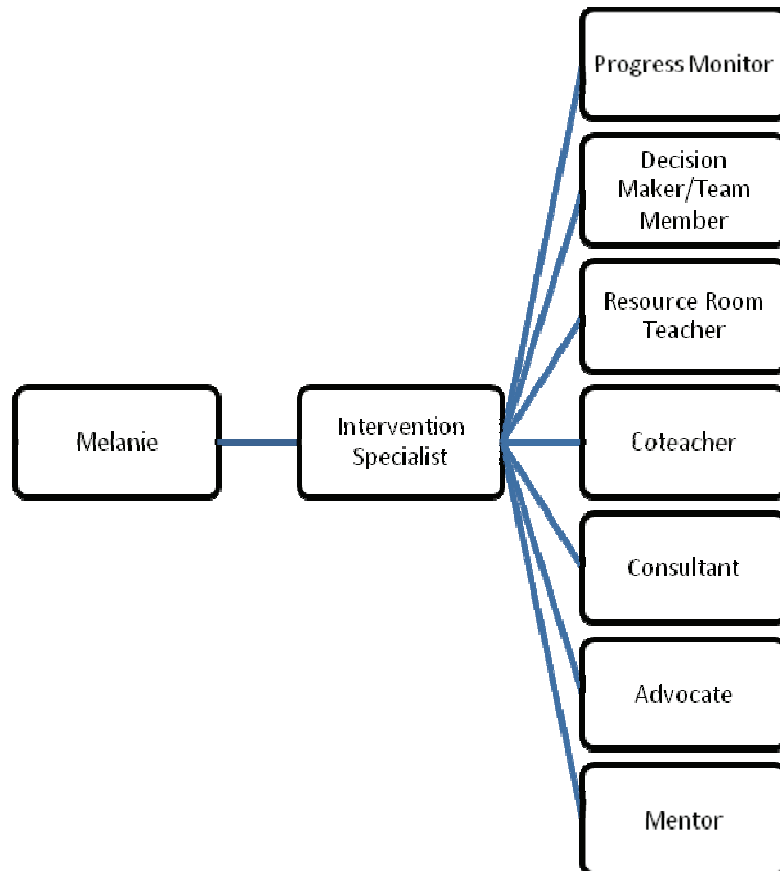 Progress Monitor
Decision
Maker/Team
Member
Resource Room
Teacher
Melanie
Intervention
Specialist
Coteacher
Consultant
Advocate
Mentor